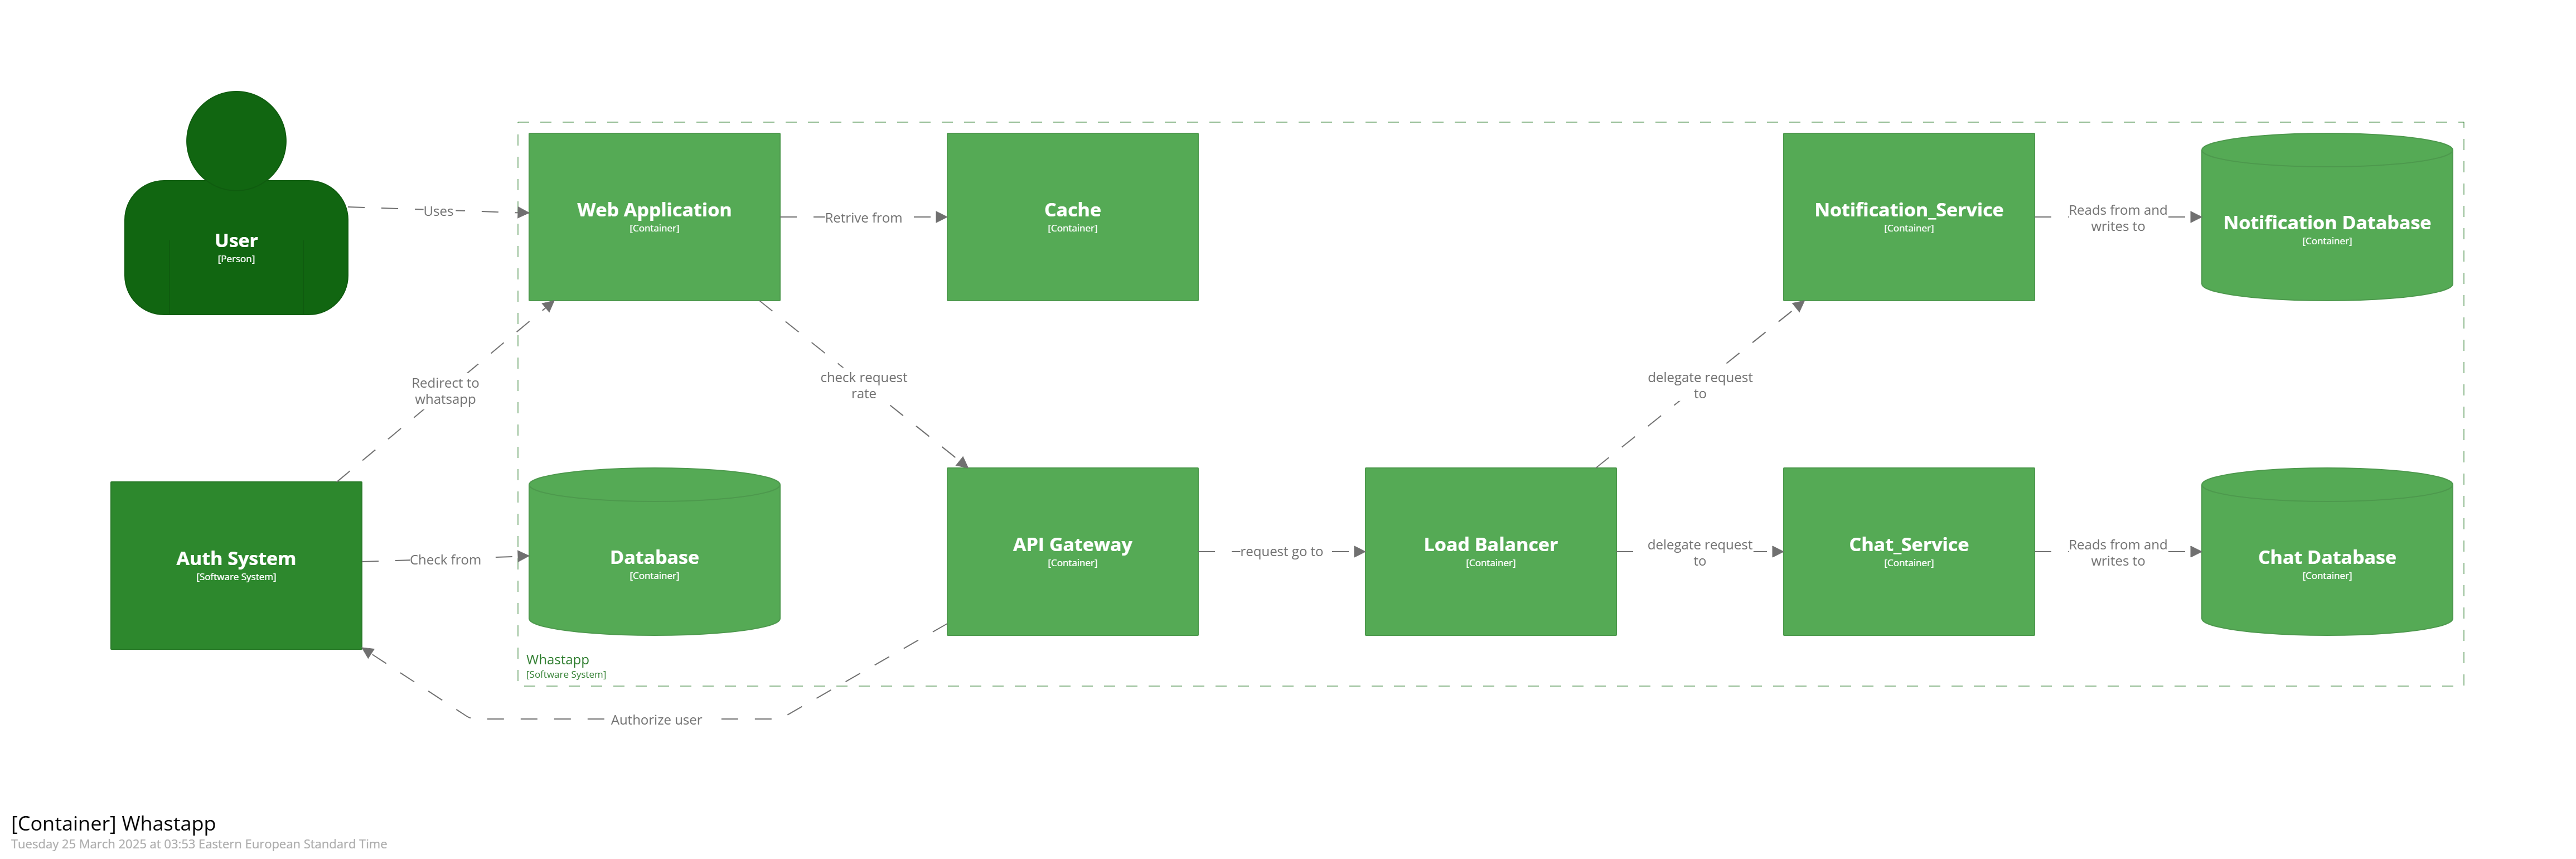 User
[Person]
Uses
Web Application
[Container]
Retrive from
Cache
[Container]
Notification_Service
[Container]
Reads from and
writes to
Notification Database
[Container]
Redirect to
whatsapp
check request
rate
delegate request
to
Auth System
[Software System]
Check from
Database
[Container]
API Gateway
[Container]
request go to
Load Balancer
[Container]
delegate request
to
Chat_Service
[Container]
Reads from and
writes to
Chat Database
[Container]
Whastapp
[Software System]
Authorize user
[Container] Whastapp
Tuesday 25 March 2025 at 03:53 Eastern European Standard Time